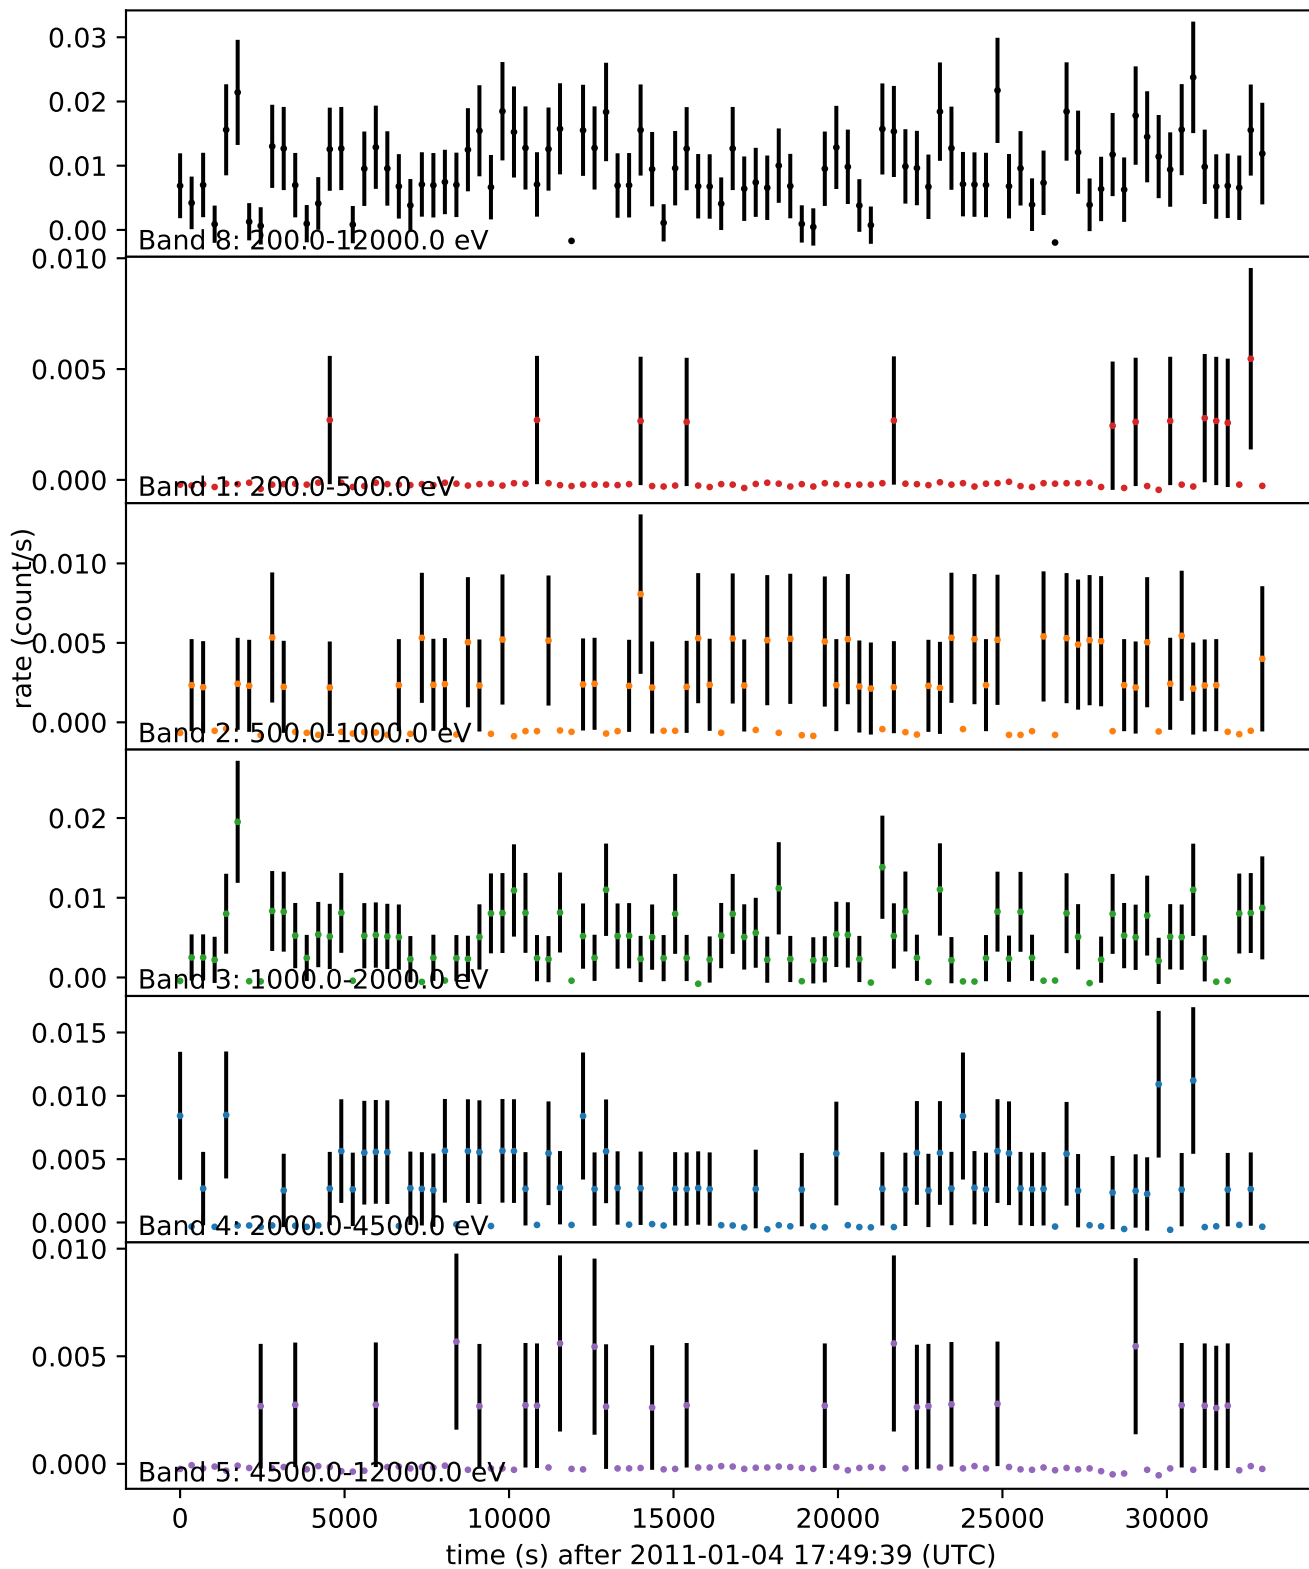 0.03
0.02
0.01
0.00
Band 8: 200.0-12000.0 eV
0.010
0.005
0.000
Band 1: 200.0-500.0 eV
rate (count/s)
0.010
0.005
0.000
Band 2: 500.0-1000.0 eV
0.02
0.01
0.00
Band 3: 1000.0-2000.0 eV
0.015
0.010
0.005
0.000
Band 4: 2000.0-4500.0 eV
0.010
0.005
0.000
Band 5: 4500.0-12000.0 eV
0 5000 10000 15000 20000 25000 30000
time (s) after 2011-01-04 17:49:39 (UTC)